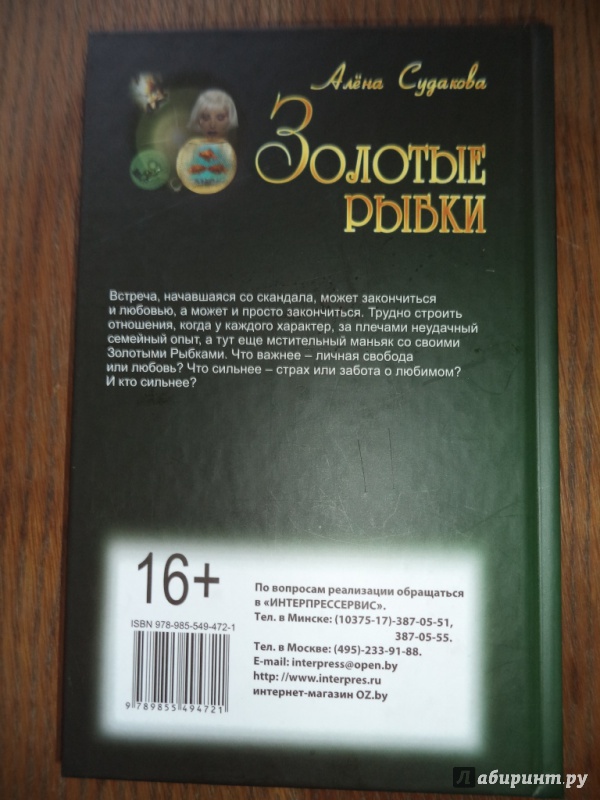 Алёна Судакова
Золотые
рыбки
Встреча, начавшаяся со скандала, может закончиться
и любовью, а может и просто закончиться. Трудно строить
отношения, когда у каждого характер, за плечами неудачный
семейный опыт, а тут еще мстительный маньяк со своими
Золотыми Рыбками. Что важнее – личная свобода
или любовь? Что сильнее – страх или забота о любимом?
И кто сильнее?
16+
ISBN 978-985-549-472-1
9 789855 494721
По вопросам реализации обращаться
в «ИНТЕРПРЕССЕРВИС».
Тел. в Минске: (10375-17)-387-05-51,
387-05-55.
Тел. в Москве: (495)-233-91-88.
E-mail: interpress@open.by
http: //www.interpres.ru
интернет-магазин OZ.by
Лабиринт.ру